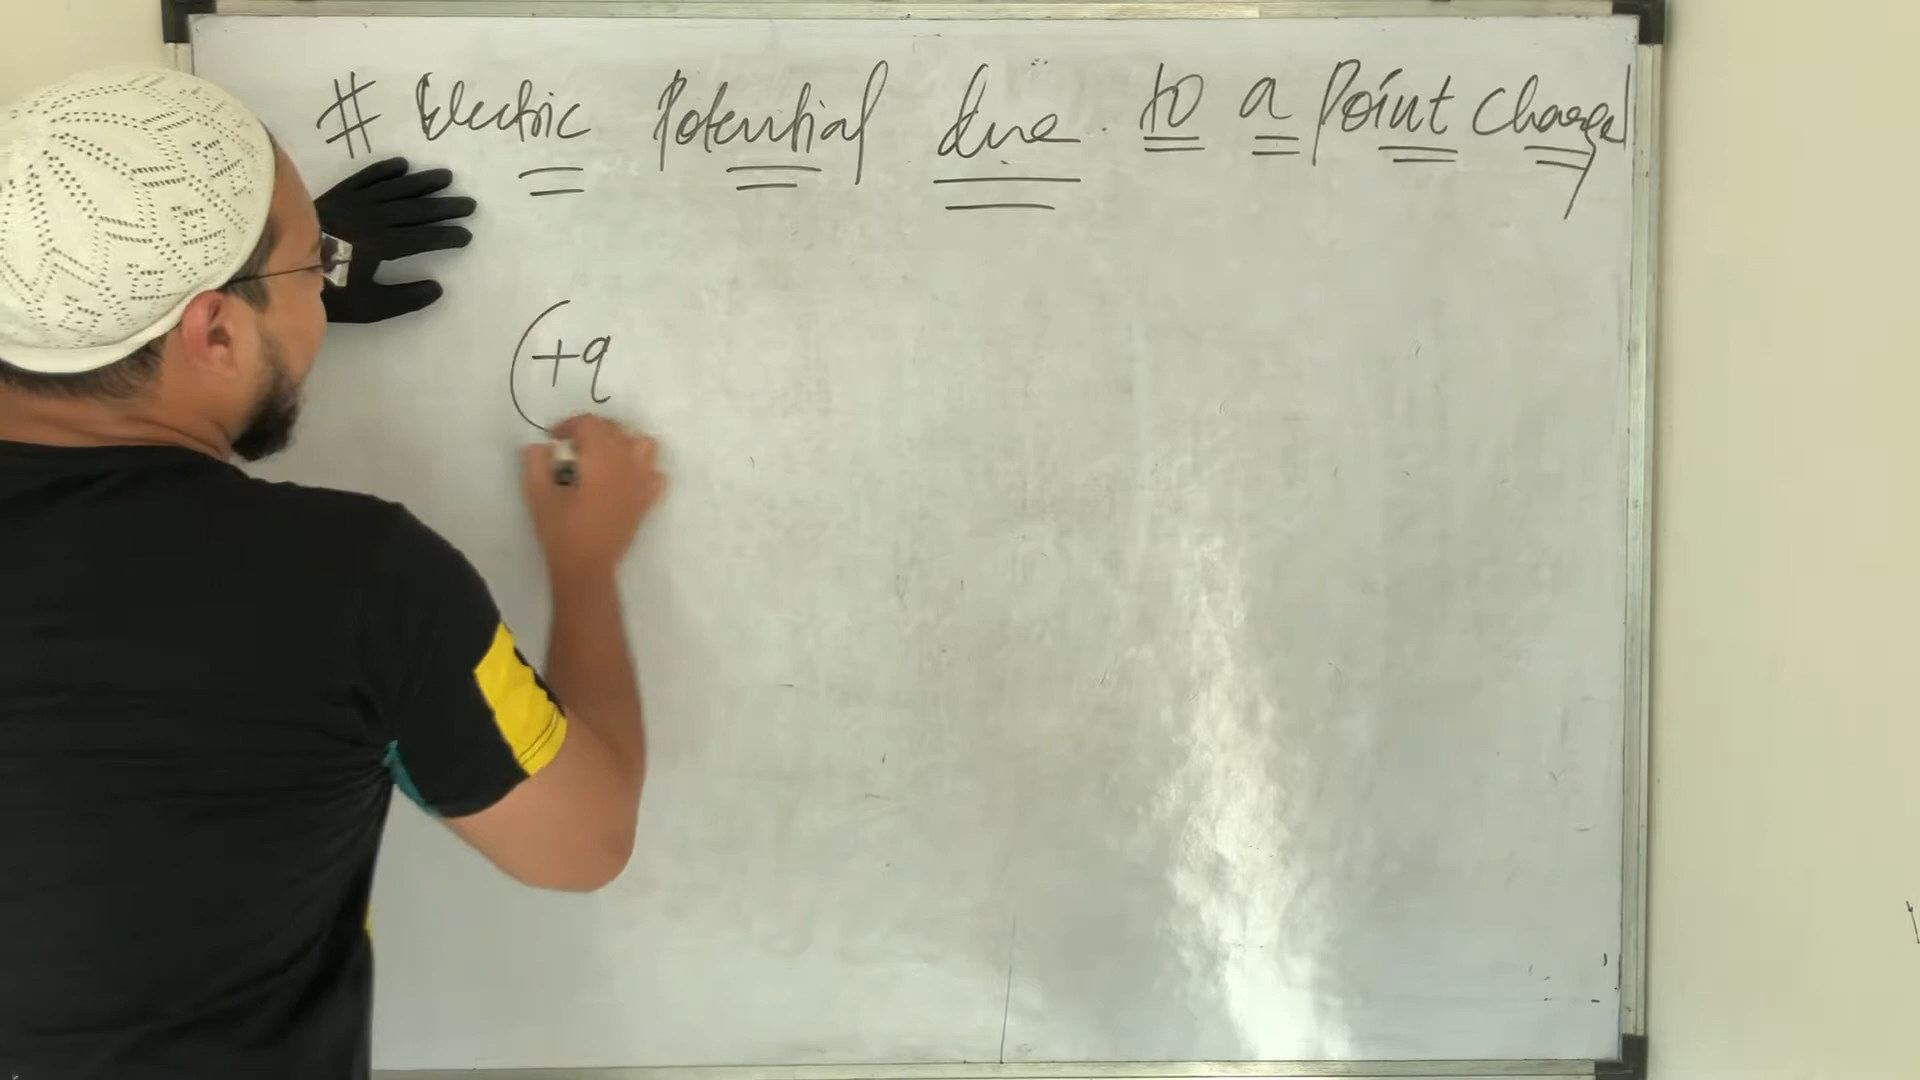 # Electric Potential due to a Point Charge
+q